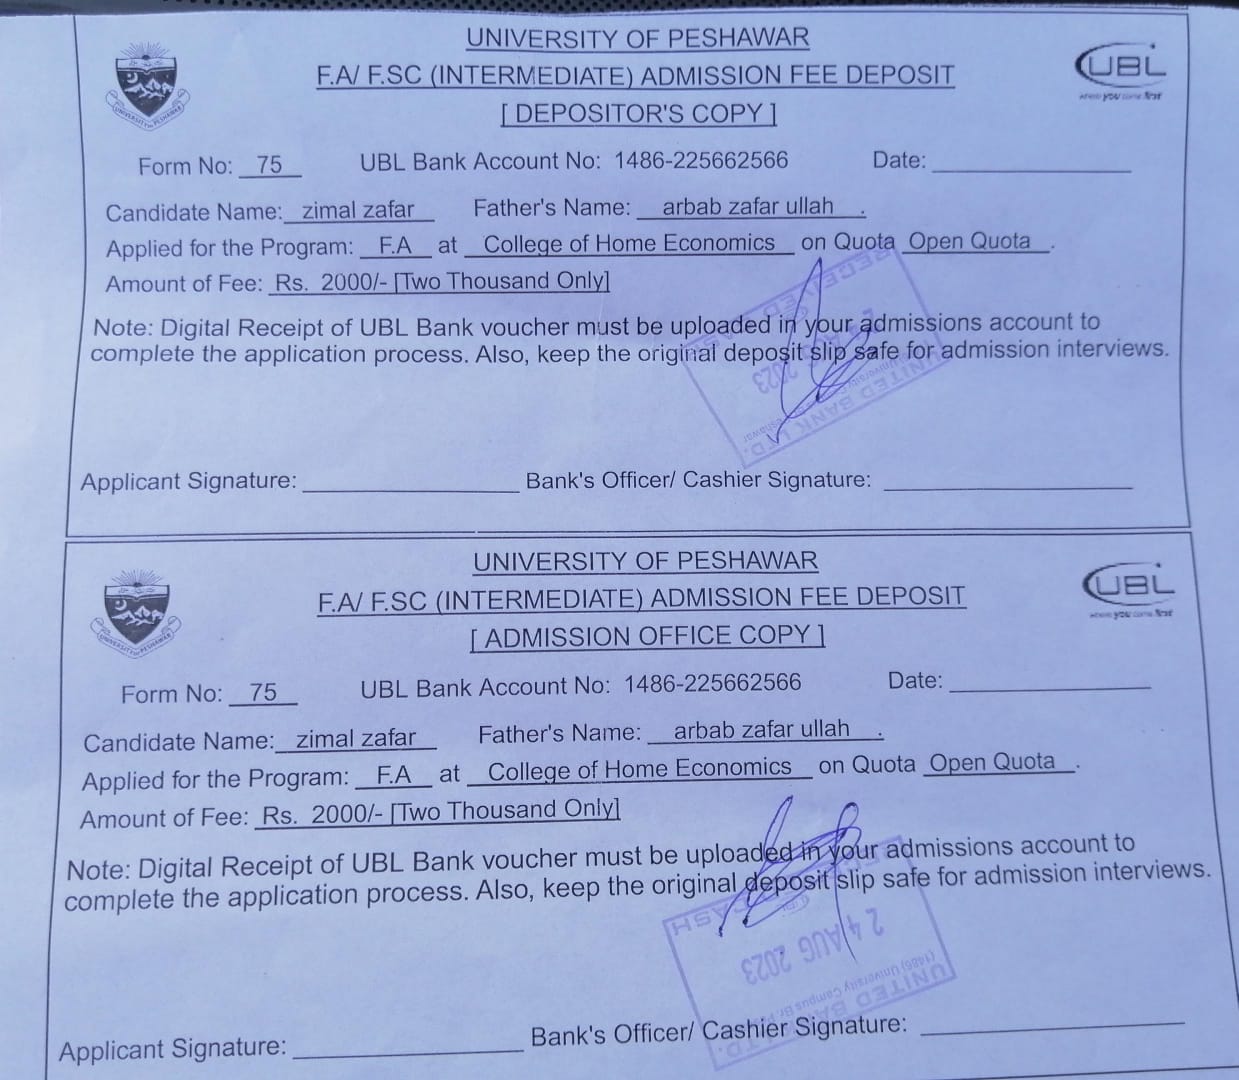 UNIVERSITY OF PESHAWAR
F.A/ F.SC (INTERMEDIATE) ADMISSION FEE DEPOSIT
[ DEPOSITOR'S COPY ]
UBL
where you come first
UNIVERSITY OF PESHAWAR
Form No: 75 UBL Bank Account No: 1486-225662566 Date:
Candidate Name: zimal zafar Father's Name: arbab zafar ullah .
Applied for the Program: F.A at College of Home Economics on Quota Open Quota .
Amount of Fee: Rs. 2000/- [Two Thousand Only]
Note: Digital Receipt of UBL Bank voucher must be uploaded in your admissions account to
complete the application process. Also, keep the original deposit slip safe for admission interviews.
UNITED BANK LTD.
2023
RECEIVED
Applicant Signature: Bank's Officer/ Cashier Signature:
UNIVERSITY OF PESHAWAR
F.A/ F.SC (INTERMEDIATE) ADMISSION FEE DEPOSIT
[ ADMISSION OFFICE COPY ]
UBL
where you come first
UNIVERSITY OF PESHAWAR
Form No: 75 UBL Bank Account No: 1486-225662566 Date:
Candidate Name: zimal zafar Father's Name: arbab zafar ullah .
Applied for the Program: F.A at College of Home Economics on Quota Open Quota .
Amount of Fee: Rs. 2000/- [Two Thousand Only]
Note: Digital Receipt of UBL Bank voucher must be uploaded in your admissions account to
complete the application process. Also, keep the original deposit slip safe for admission interviews.
UNITED BANK LTD.
(1486) University Campus Br.
24 AUG 2023
CASH
Applicant Signature: Bank's Officer/ Cashier Signature: